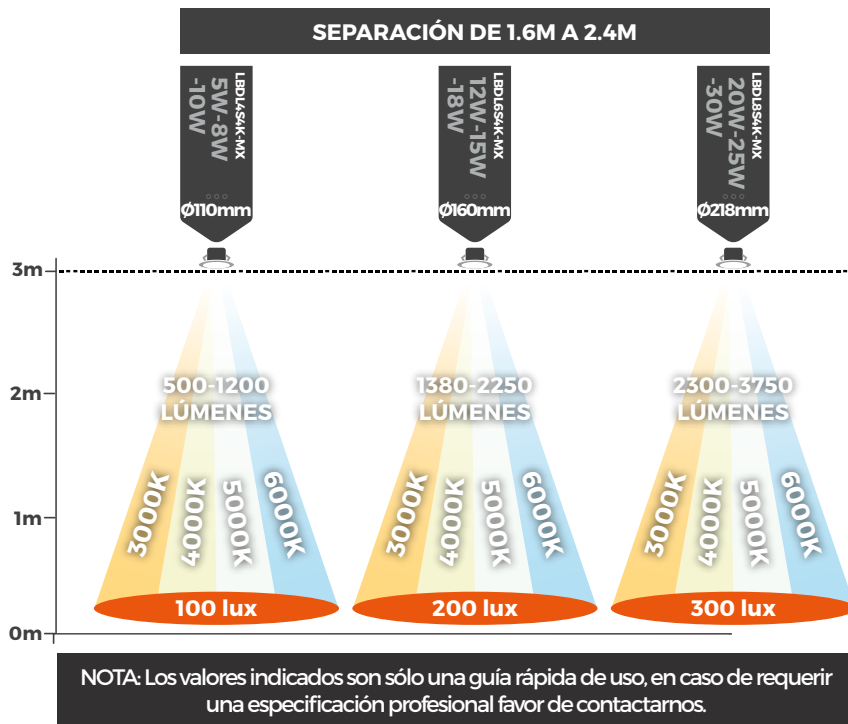 SEPARACIÓN DE 1.6M A 2.4M
LBDL4S4K-MX
5W-8W
-10W
Ø110mm
LBDL6S4K-MX
12W-15W
-18W
Ø160mm
LBDL8S4K-MX
20W-25W
-30W
Ø218mm
3m
2m
1m
0m
500-1200
LÚMENES
3000K
4000K
5000K
6000K
100 lux
1380-2250
LÚMENES
3000K
4000K
5000K
6000K
200 lux
2300-3750
LÚMENES
3000K
4000K
5000K
6000K
300 lux
NOTA: Los valores indicados son sólo una guía rápida de uso, en caso de requerir
una especificación profesional favor de contactarnos.